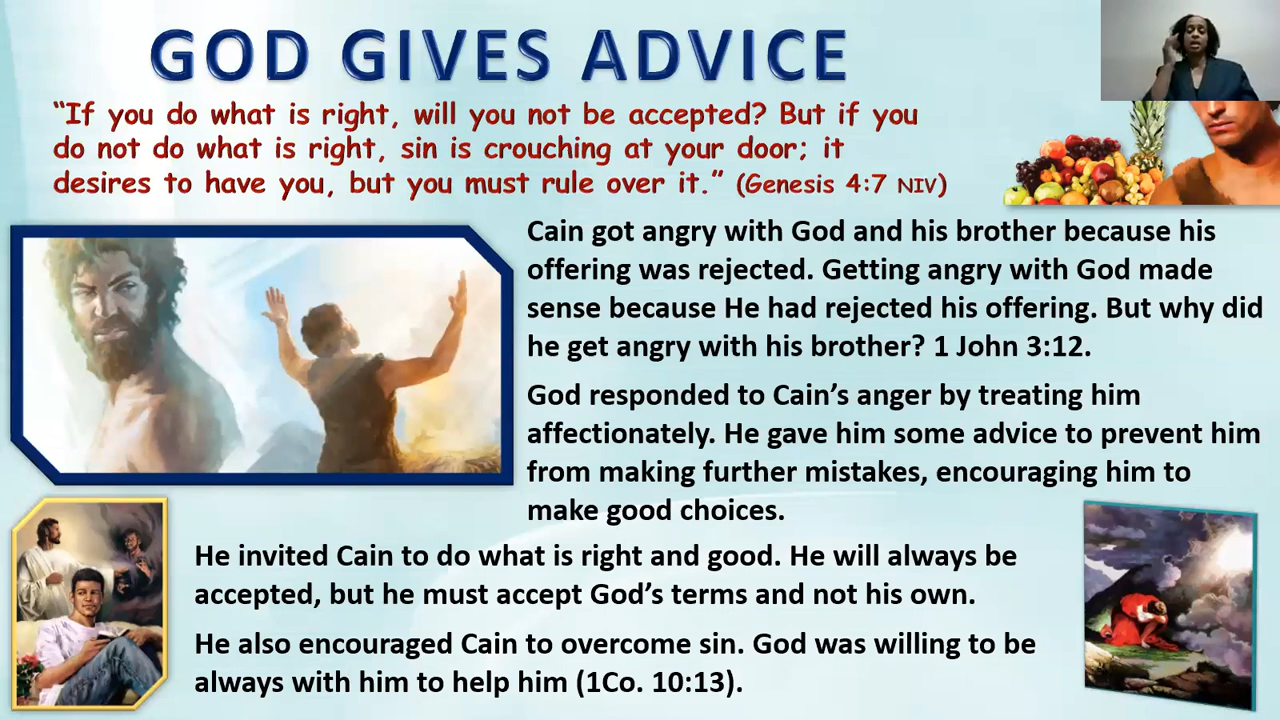 GOD GIVES ADVICE
“If you do what is right, will you not be accepted? But if you
do not do what is right, sin is crouching at your door; it
desires to have you, but you must rule over it.” (Genesis 4:7 NIV)
Cain got angry with God and his brother because his
offering was rejected. Getting angry with God made
sense because He had rejected his offering. But why did
he get angry with his brother? 1 John 3:12.
God responded to Cain’s anger by treating him
affectionately. He gave him some advice to prevent him
from making further mistakes, encouraging him to
make good choices.
He invited Cain to do what is right and good. He will always be
accepted, but he must accept God’s terms and not his own.
He also encouraged Cain to overcome sin. God was willing to be
always with him to help him (1Co. 10:13).